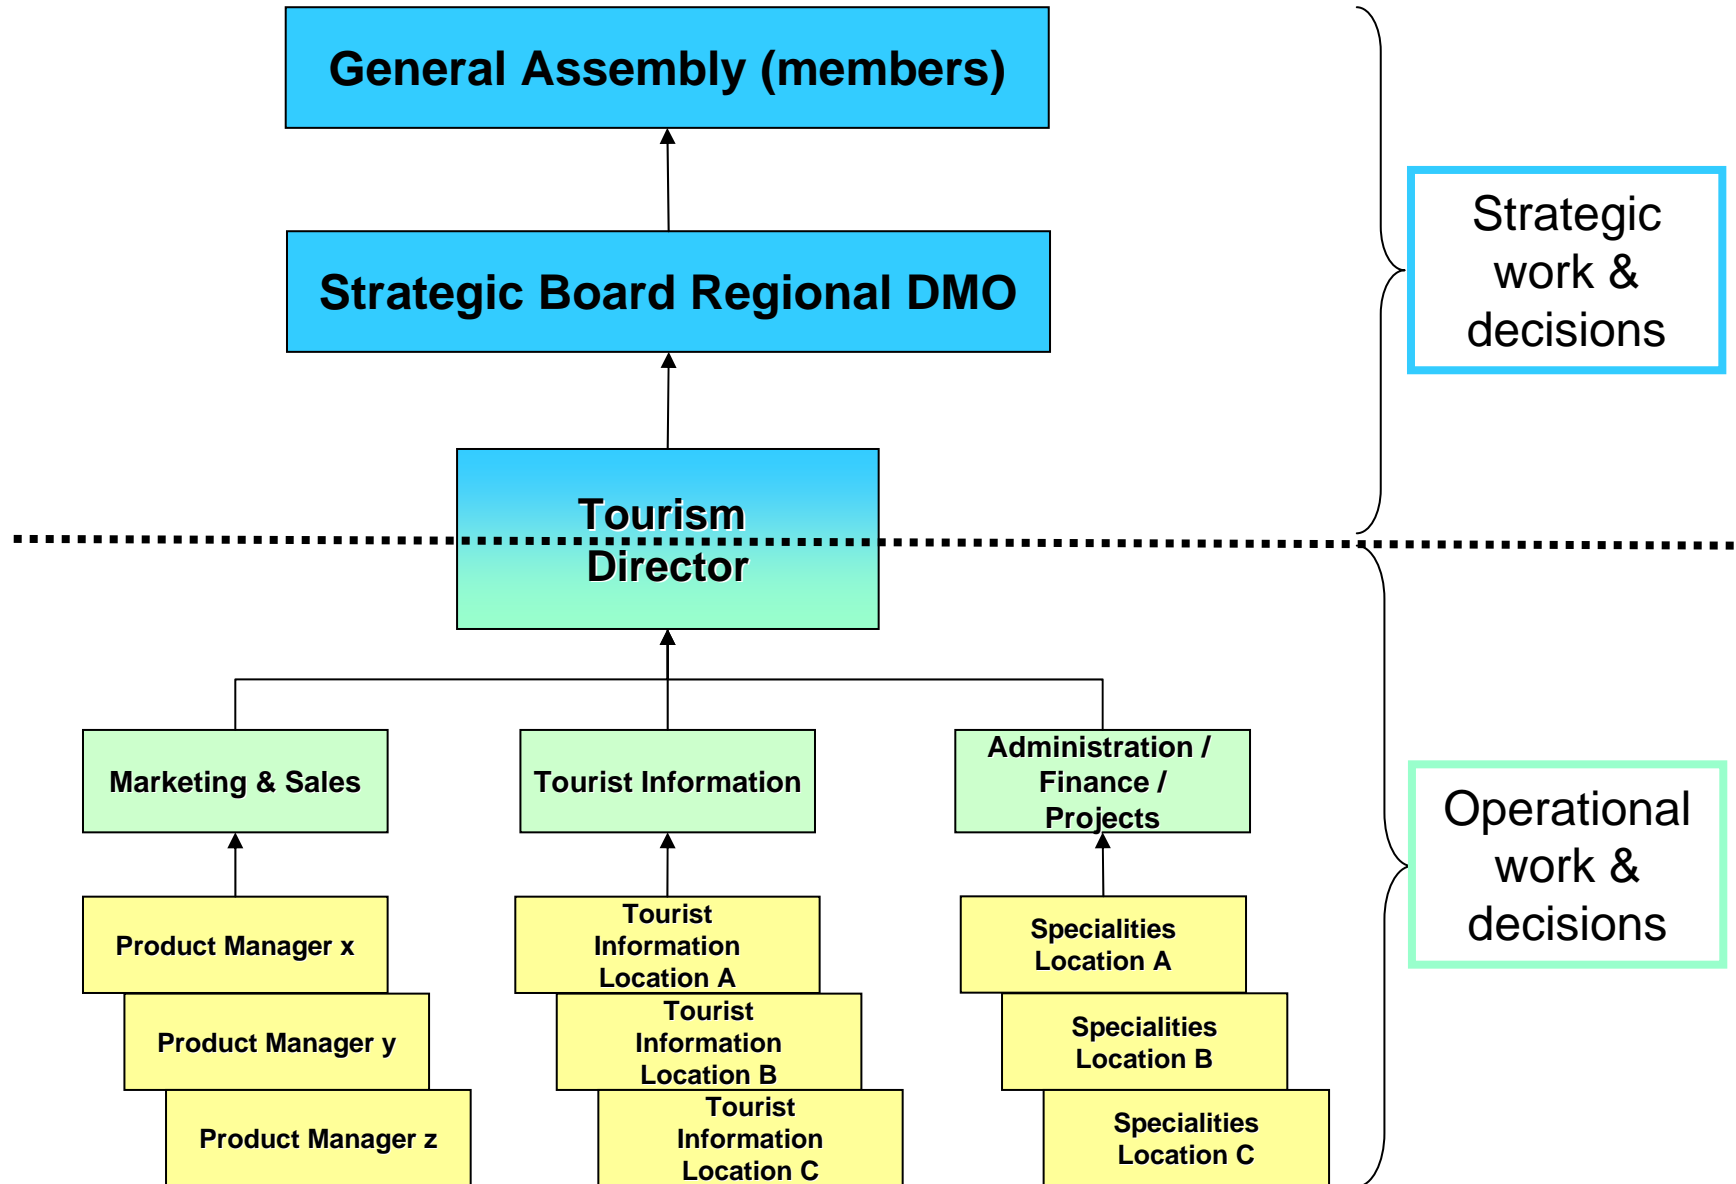 General Assembly (members)
Strategic
work &
decisions
Strategic Board Regional DMO
Tourism
Director
Marketing & Sales
Tourist Information
Administration /
Finance /
Projects
Operational
work &
decisions
Product Manager x
Product Manager y
Product Manager z
Tourist
Information
Location A
Tourist
Information
Location B
Tourist
Information
Location C
Specialities
Location A
Specialities
Location B
Specialities
Location C